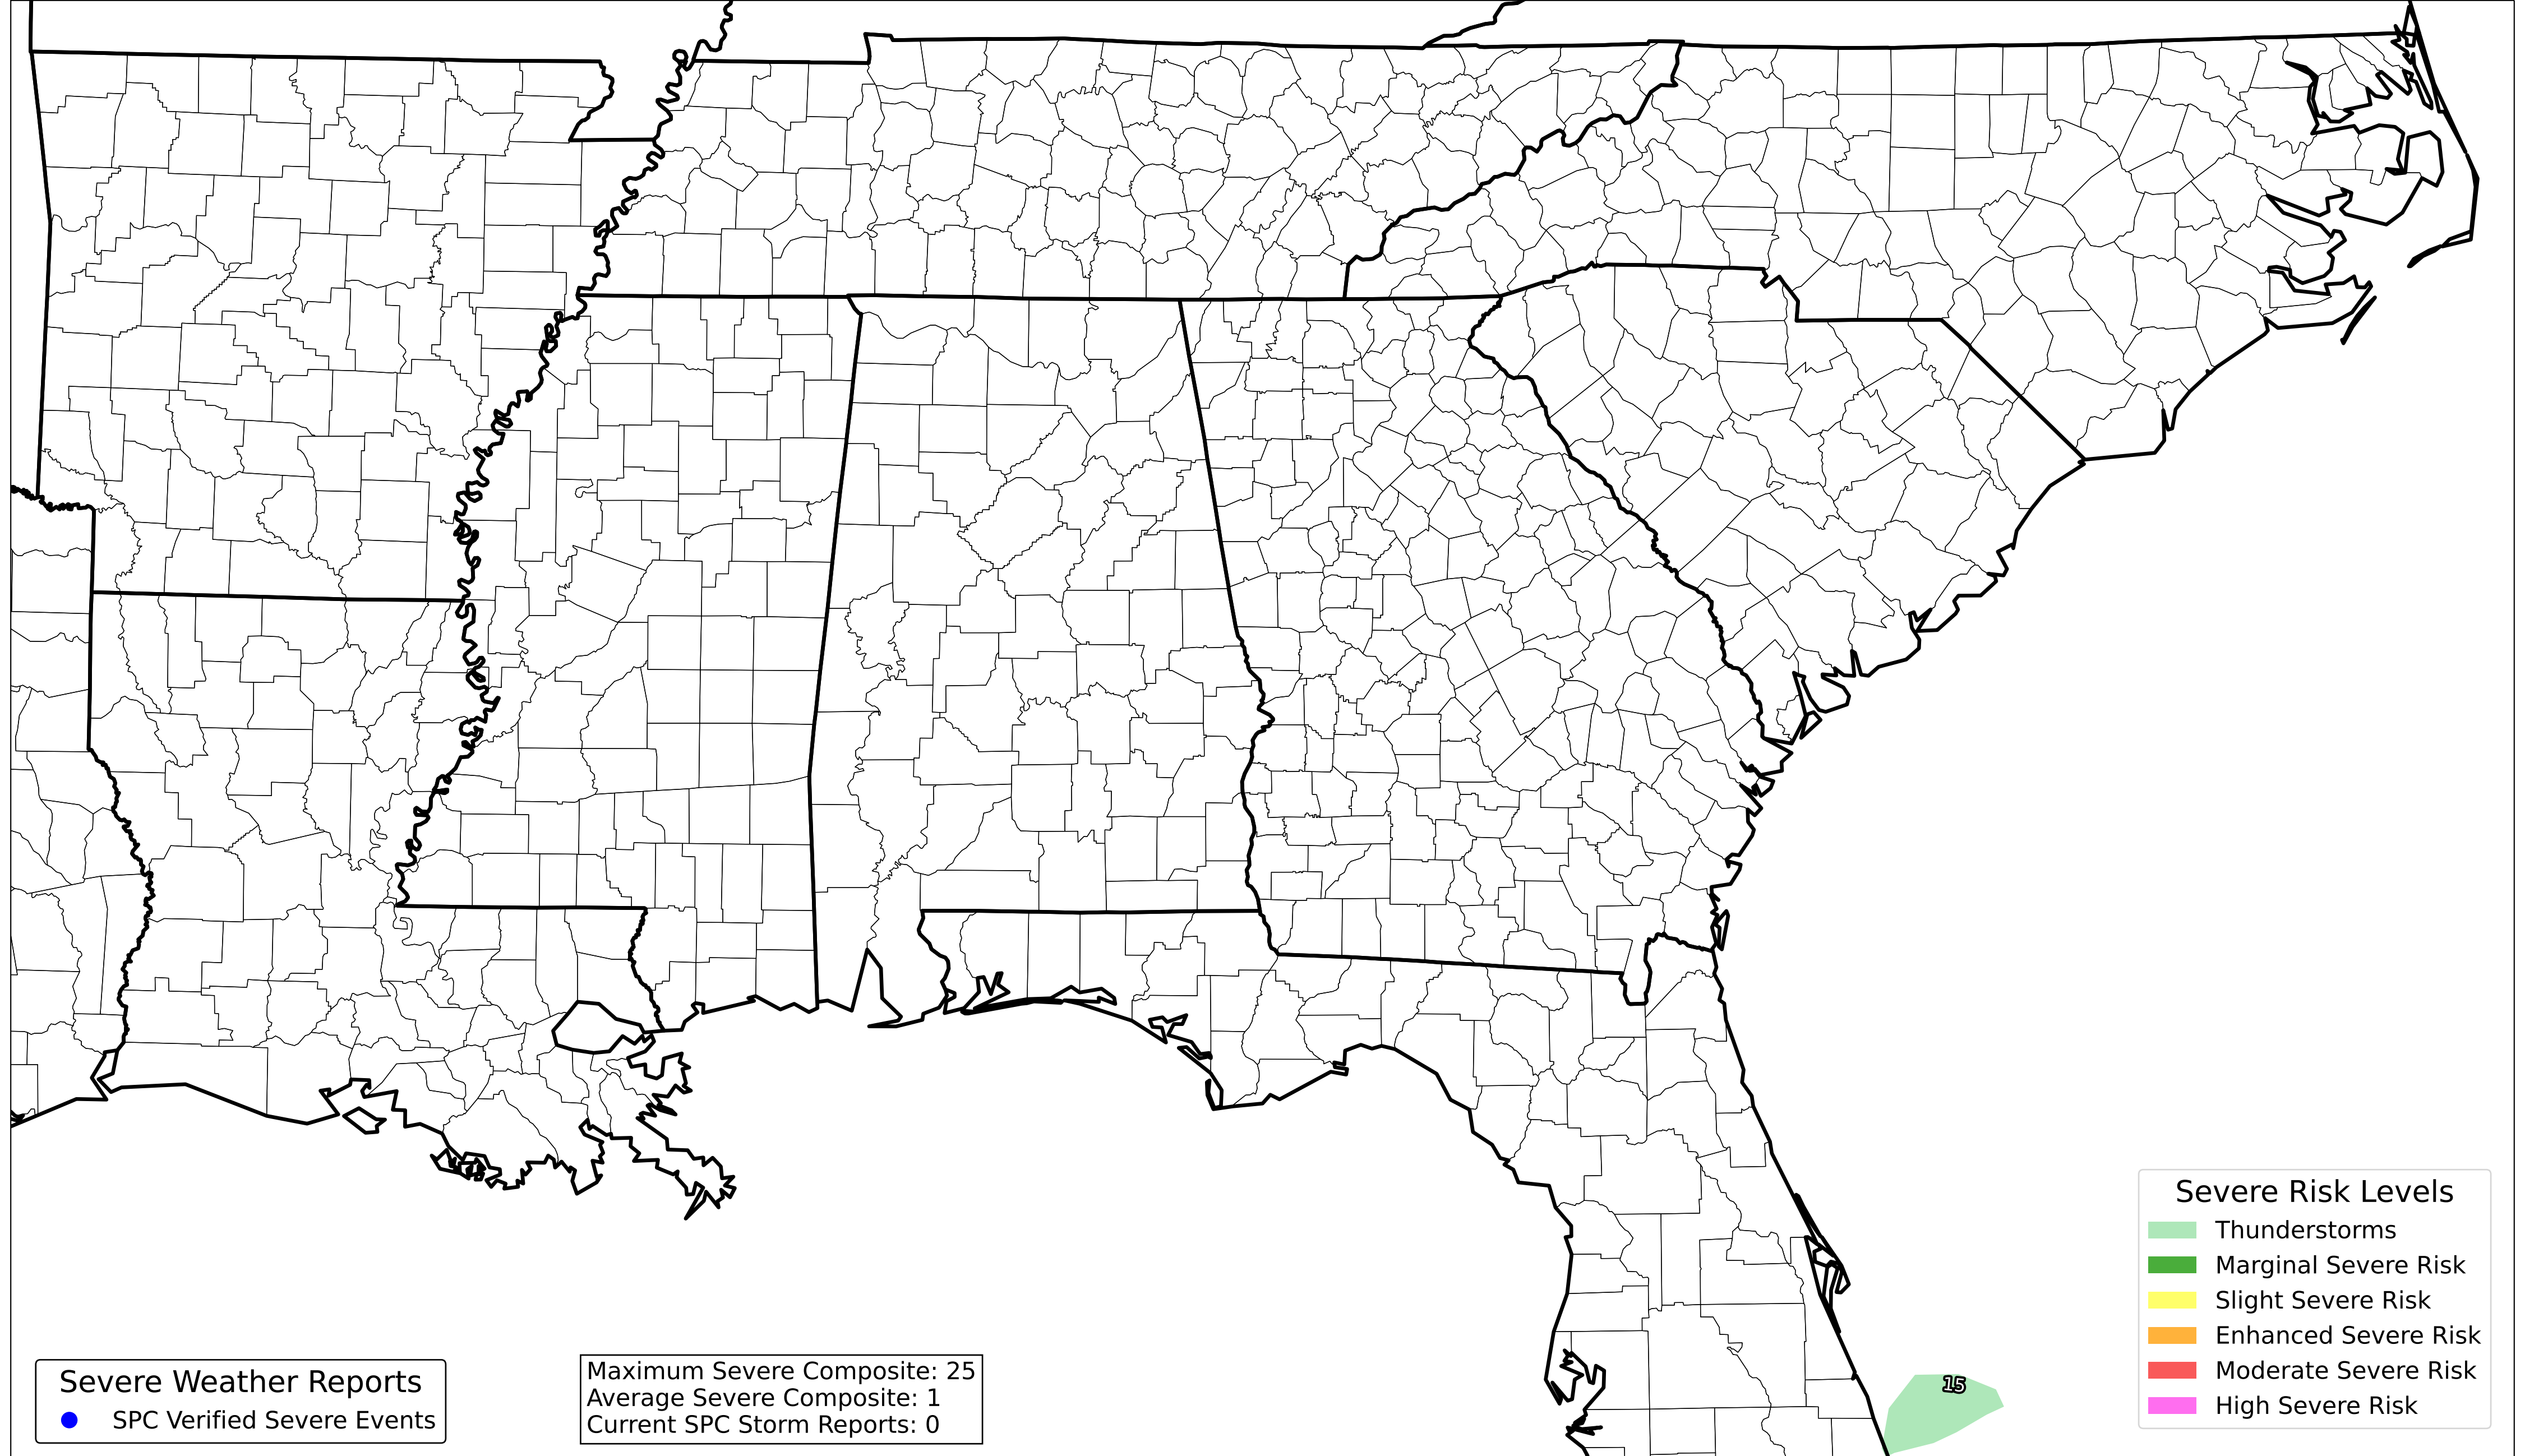 Severe Risk Levels
Thunderstorms
Marginal Severe Risk
Slight Severe Risk
Enhanced Severe Risk
Moderate Severe Risk
High Severe Risk
Severe Weather Reports
SPC Verified Severe Events
Maximum Severe Composite: 25
Average Severe Composite: 1
Current SPC Storm Reports: 0
15